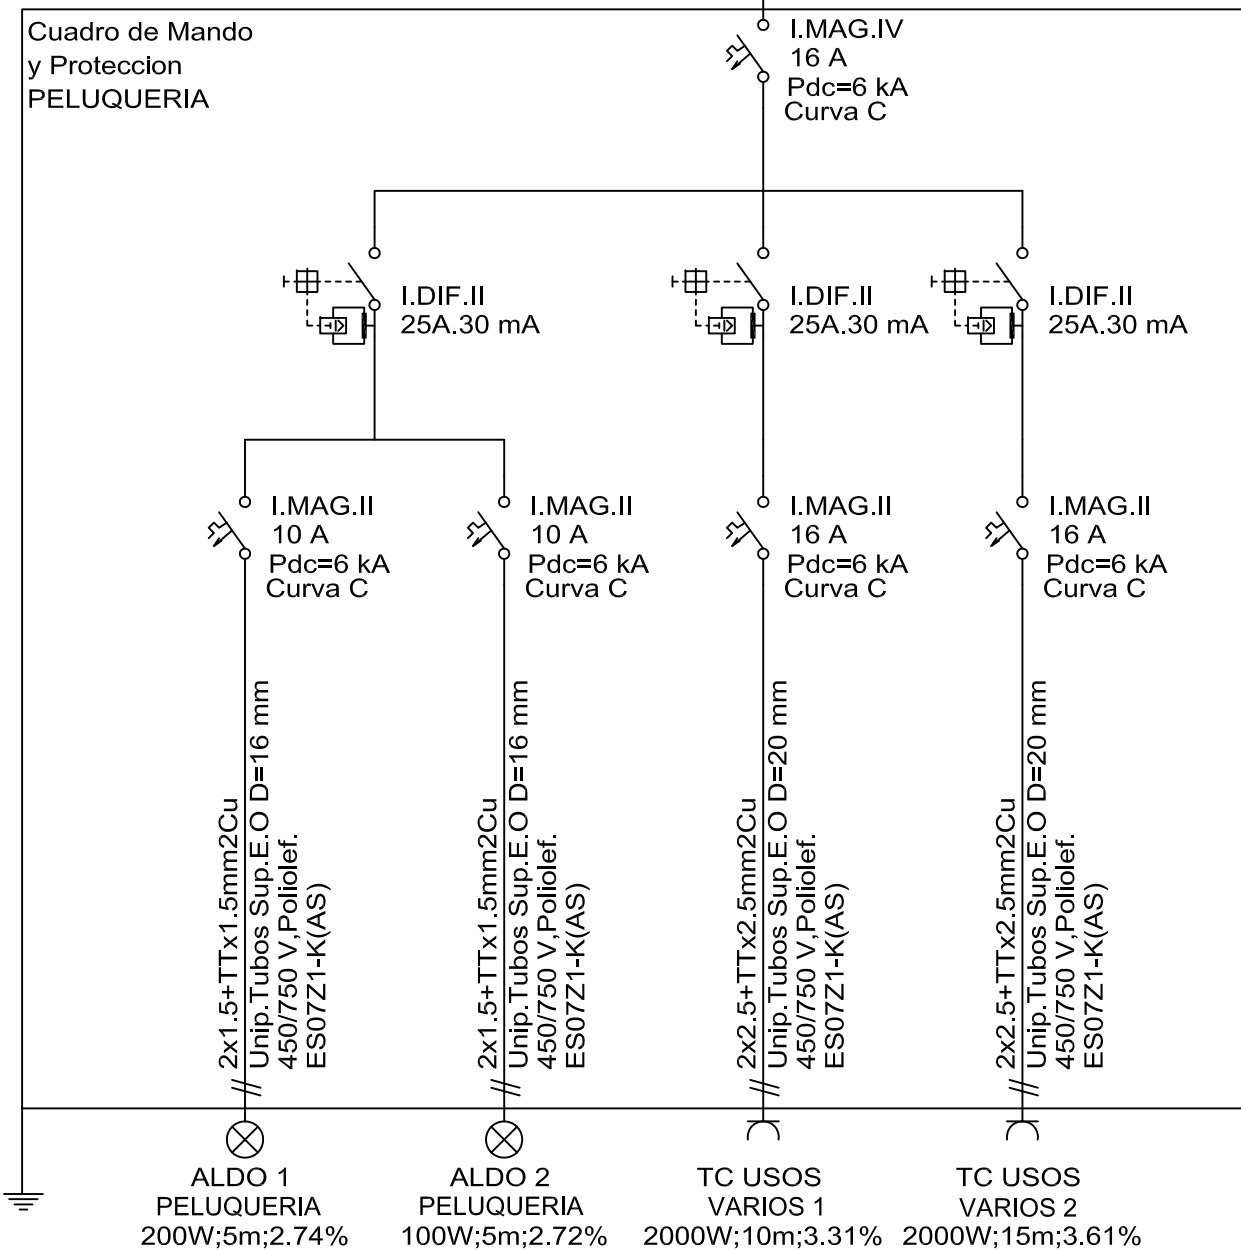 Cuadro de Mando
y Proteccion
PELUQUERIA
I.MAG.IV
16 A
Pdc=6 kA
Curva C
I.DIF.II
25A.30 mA
I.DIF.II
25A.30 mA
I.DIF.II
25A.30 mA
I.MAG.II
10 A
Pdc=6 kA
Curva C
I.MAG.II
10 A
Pdc=6 kA
Curva C
I.MAG.II
16 A
Pdc=6 kA
Curva C
I.MAG.II
16 A
Pdc=6 kA
Curva C
2x1.5+TTx1.5mm2Cu
Unip.Tubos Sup.E.O D=16 mm
450/750 V,Poliolef.
ES07Z1-K(AS)
2x1.5+TTx1.5mm2Cu
Unip.Tubos Sup.E.O D=16 mm
450/750 V,Poliolef.
ES07Z1-K(AS)
2x2.5+TTx2.5mm2Cu
Unip.Tubos Sup.E.O D=20 mm
450/750 V,Poliolef.
ES07Z1-K(AS)
2x2.5+TTx2.5mm2Cu
Unip.Tubos Sup.E.O D=20 mm
450/750 V,Poliolef.
ES07Z1-K(AS)
ALDO 1
PELUQUERIA
200W;5m;2.74%
ALDO 2
PELUQUERIA
100W;5m;2.72%
TC USOS
VARIOS 1
2000W;10m;3.31%
TC USOS
VARIOS 2
2000W;15m;3.61%